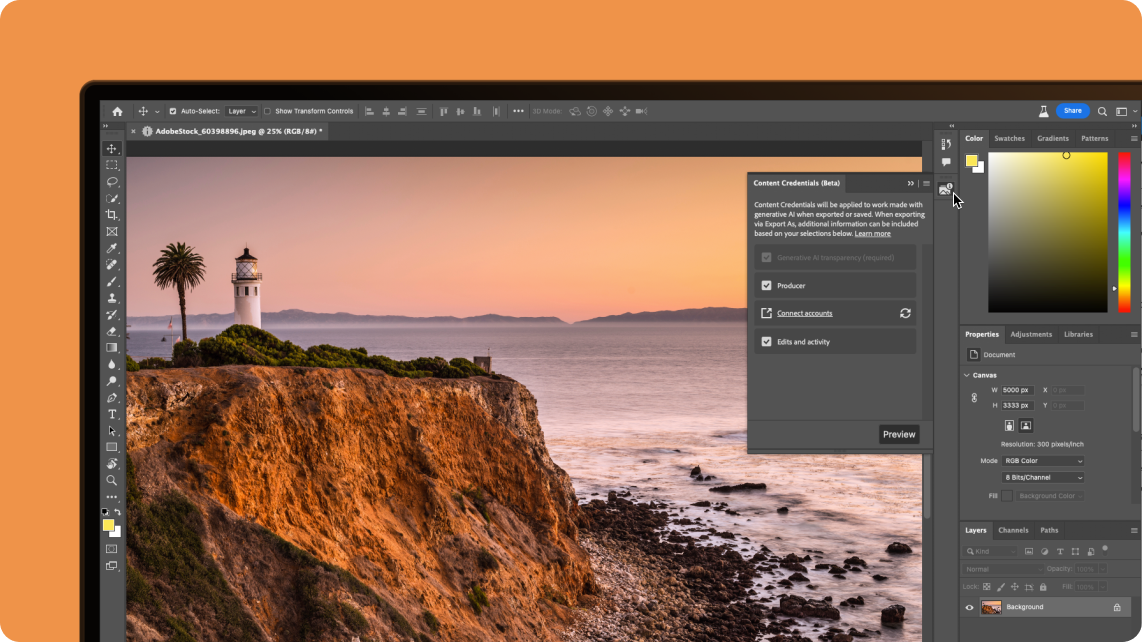 Auto-Select:
Layer
Show Transform Controls
3D Mode:
Share
AdobeStock_60398896.jpeg @ 25% (RGB/8#) *
Content Credentials (Beta)
Content Credentials will be applied to work made with
generative AI when exported or saved. When exporting
via Export As, additional information can be included
based on your selections below. Learn more
Generative AI transparency (required)
Producer
Connect accounts
Edits and activity
Preview
Color
Swatches
Gradients
Patterns
Properties
Adjustments
Libraries
Document
Canvas
W 5000 px X 0 px
H 3333 px Y 0 px
Resolution: 300 pixels/inch
Mode RGB Color
8 Bits/Channel
Fill Background Color
Layers
Channels
Paths
Kind
Normal
Opacity: 100%
Lock:
Fill: 100%
Background